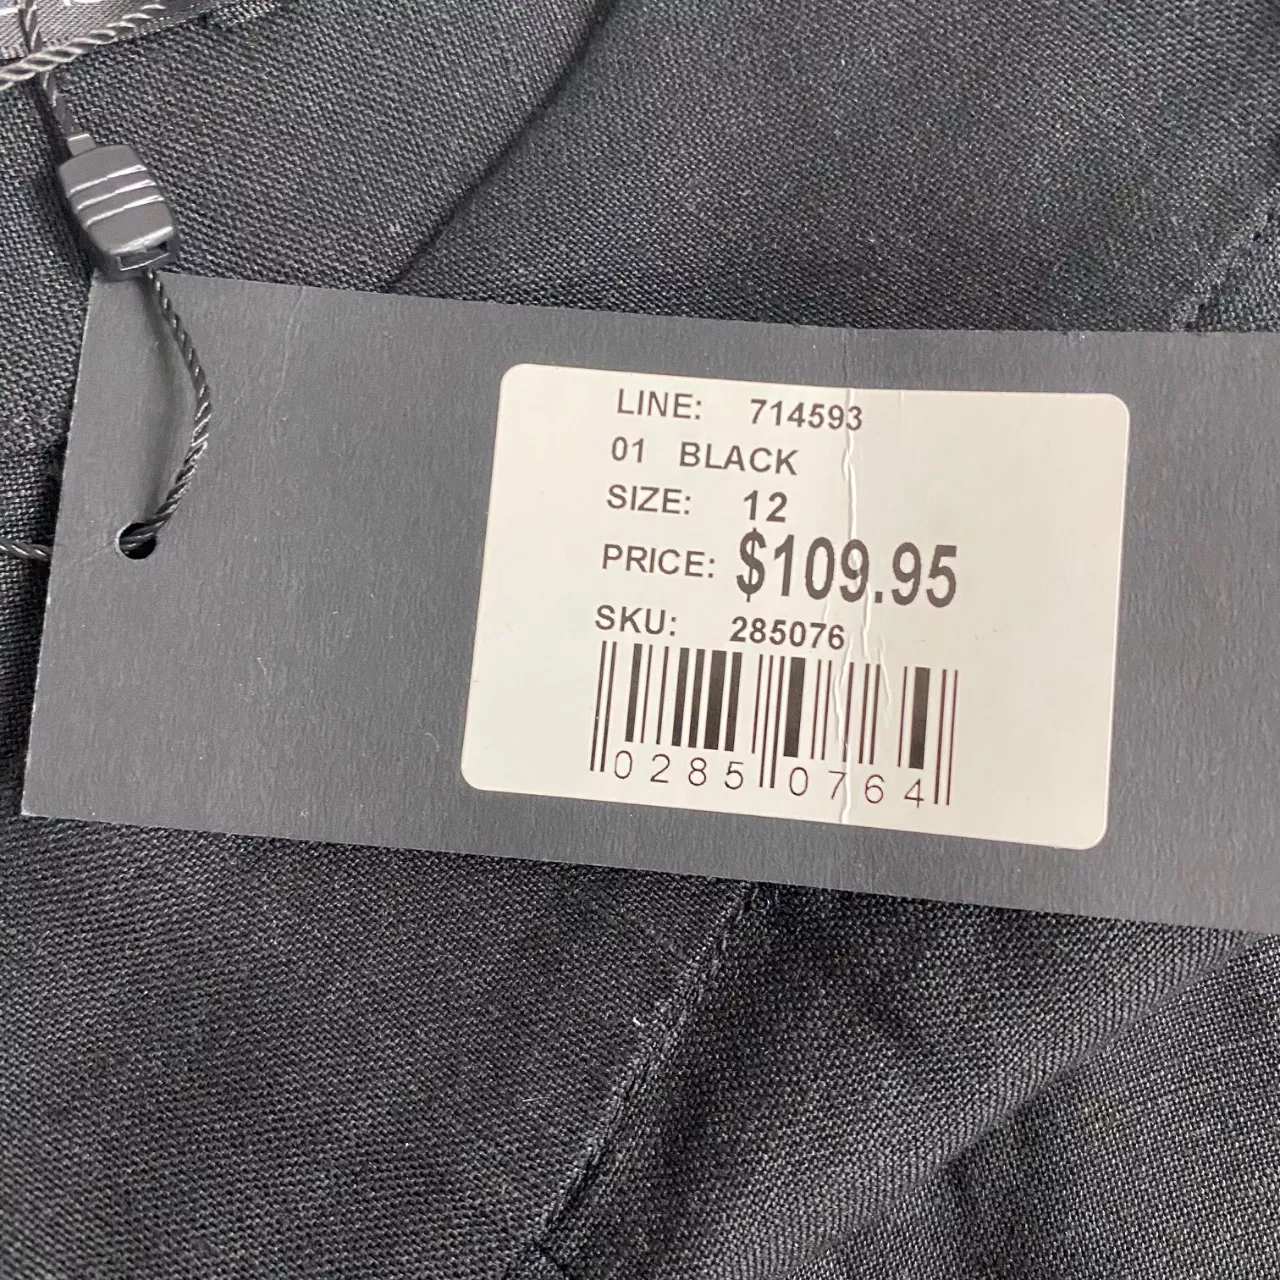 LINE: 714593
01 BLACK
SIZE: 12
PRICE: $109.95
SKU: 285076
0285 0764